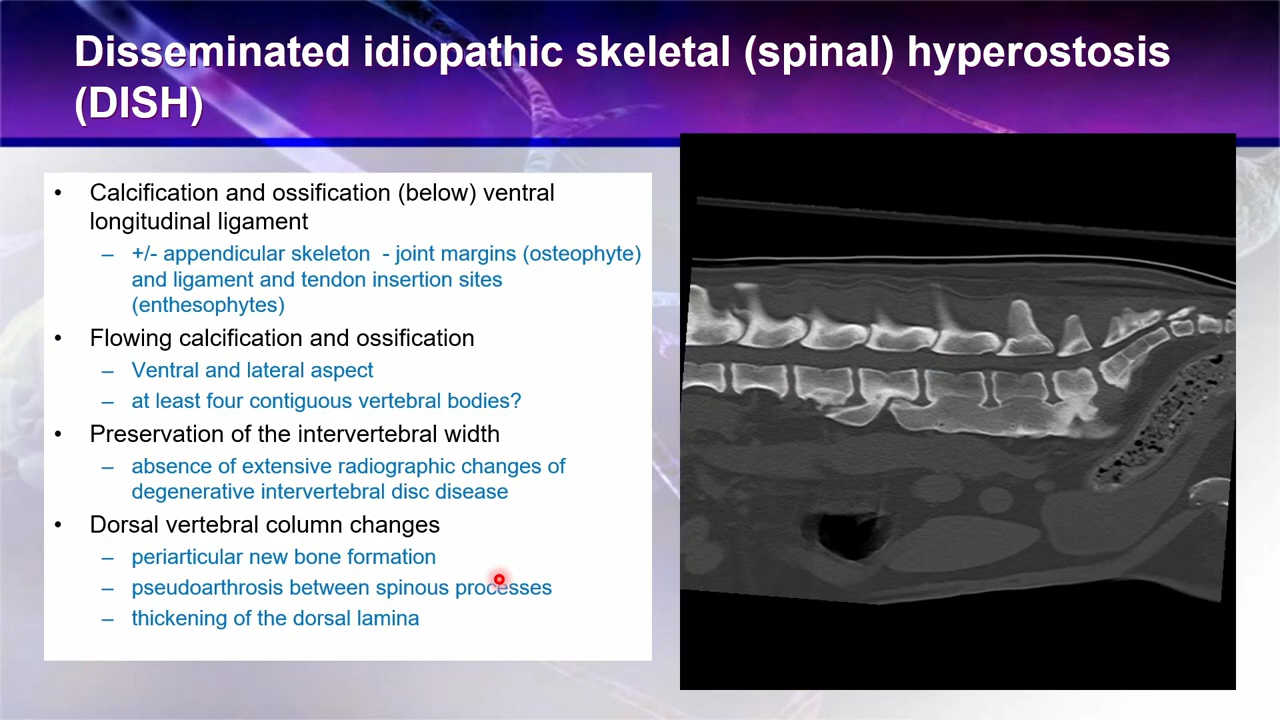 Disseminated idiopathic skeletal (spinal) hyperostosis
(DISH)
• Calcification and ossification (below) ventral
longitudinal ligament
– +/- appendicular skeleton - joint margins (osteophyte)
and ligament and tendon insertion sites
(enthesophytes)
• Flowing calcification and ossification
– Ventral and lateral aspect
– at least four contiguous vertebral bodies?
• Preservation of the intervertebral width
– absence of extensive radiographic changes of
degenerative intervertebral disc disease
• Dorsal vertebral column changes
– periarticular new bone formation
– pseudoarthrosis between spinous processes
– thickening of the dorsal lamina